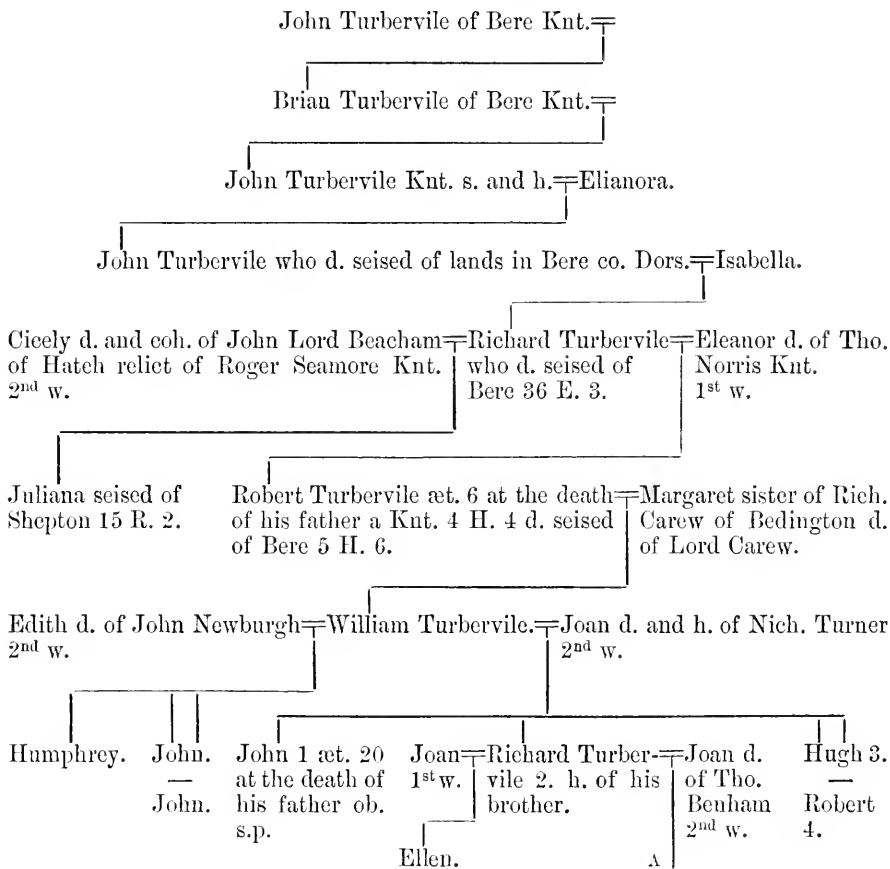 John Turbervile of Bere Knt.
Brian Turbervile of Bere Knt.
John Turbervile Knt. s. and h.=Elianora.
John Turbervile who d. seised of lands in Bere co. Dors.=Isabella.
Cicely d. and coh. of John Lord Beacham=Richard Turbervile=Eleanor d. of Tho.
of Hatch relict of Roger Seamore Knt. who d. seised of Norris Knt.
2nd w. Bere 36 E. 3. 1st w.
Juliana seised of Robert Turbervile æt. 6 at the death=Margaret sister of Rich.
Shepton 15 R. 2. of his father a Knt. 4 H. 4 d. seised Carew of Bedington d.
of Bere 5 H. 6. of Lord Carew.
Edith d. of John Newburgh=William Turbervile.=Joan d. and h. of Nich. Turner
2nd w. 2nd w.
Humphrey. John. John 1 æt. 20 Joan=Richard Turber-=Joan d. Hugh 3.
— at the death of 1st w. vile 2. h. of his of Tho. —
John. his father ob. brother. Benham Robert
s.p. 2nd w. 4.
Ellen. A